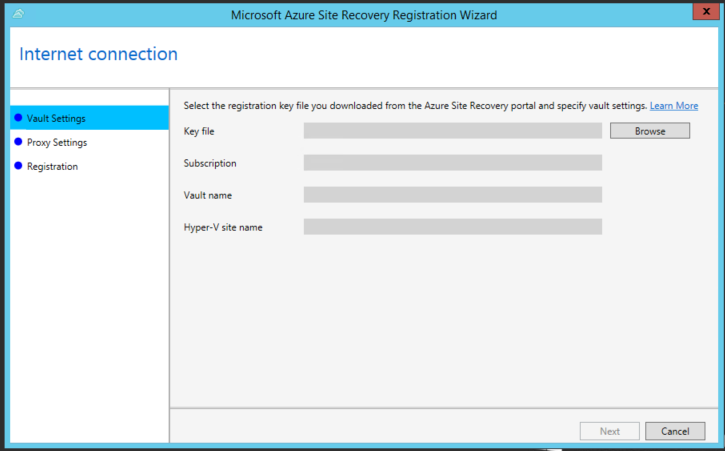 Microsoft Azure Site Recovery Registration Wizard
x
Internet connection
Vault Settings
Proxy Settings
Registration
Select the registration key file you downloaded from the Azure Site Recovery portal and specify vault settings. Learn More
Key file
Browse
Subscription
Vault name
Hyper-V site name
Next
Cancel